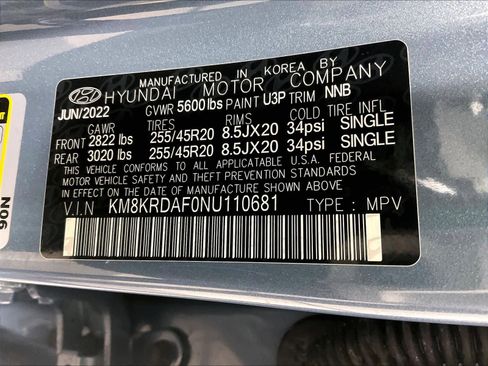 MANUFACTURED IN KOREA BY
HYUNDAI MOTOR COMPANY
JUN/2022 GVWR 5600lbs PAINT U3P TRIM NNB
GAWR TIRES RIMS COLD TIRE INFL
FRONT 2822 lbs 255/45R20 8.5JX20 34psi SINGLE
REAR 3020 lbs 255/45R20 8.5JX20 34psi SINGLE
THIS VEHICLE CONFORMS TO ALL APPLICABLE U.S.A. FEDERAL
MOTOR VEHICLE SAFETY AND THEFT PREVENTION STANDARDS
IN EFFECT ON THE DATE OF MANUFACTURE SHOWN ABOVE.
V.I.N KM8KRDAF0NU110681 TYPE : MPV
90N